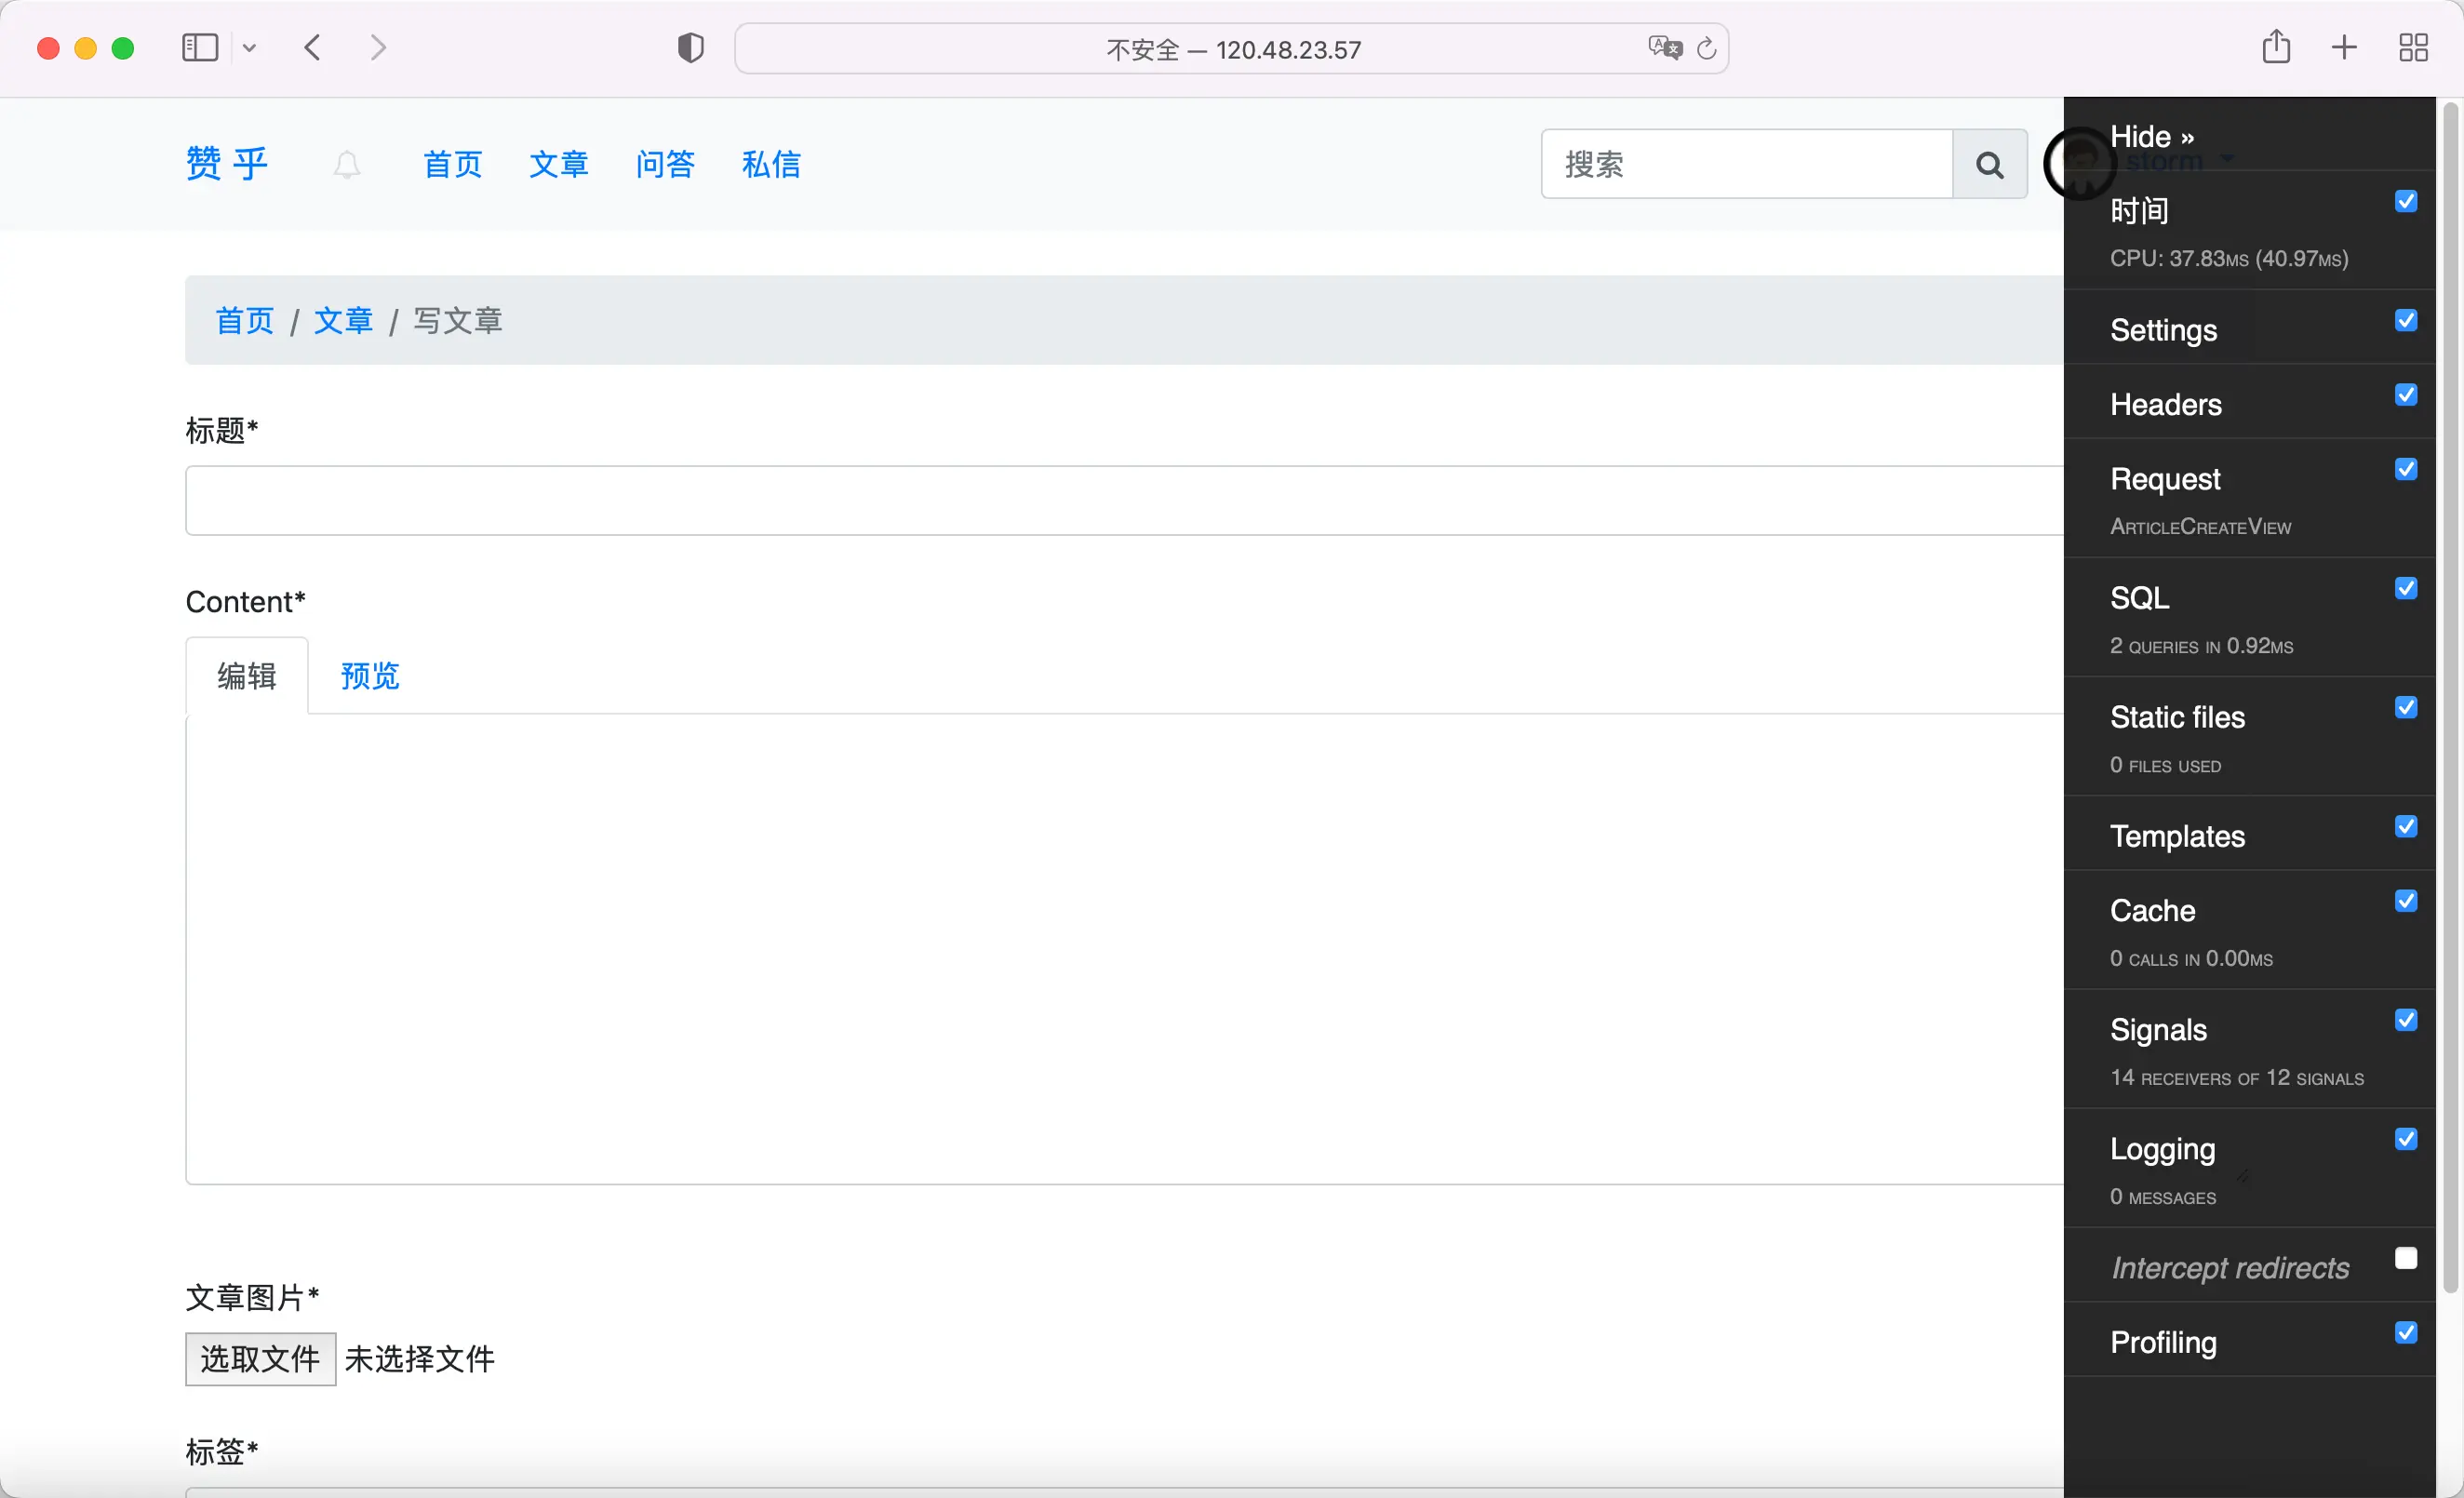 不安全 — 120.48.23.57
赞乎 首页 文章 问答 私信 搜索 storm
首页 / 文章 / 写文章
标题*
Content*
编辑 预览
文章图片*
选取文件 未选择文件
标签*
Hide »
时间
CPU: 37.83ms (40.97ms)
Settings
Headers
Request
ArticleCreateView
SQL
2 queries in 0.92ms
Static files
0 files used
Templates
Cache
0 calls in 0.00ms
Signals
14 receivers of 12 signals
Logging
0 messages
Intercept redirects
Profiling